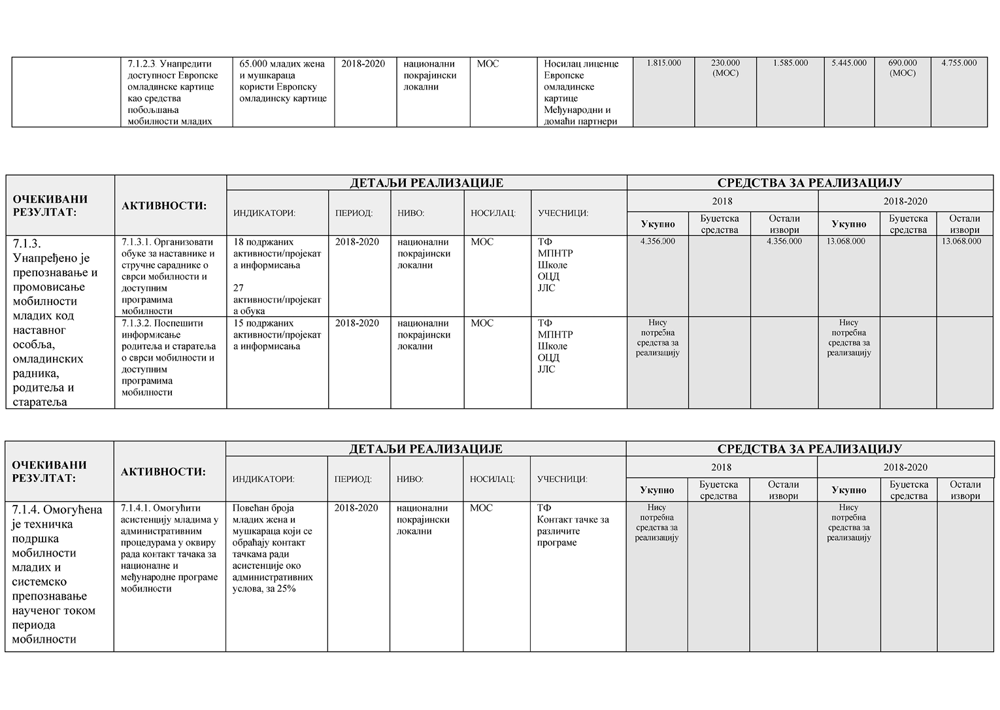 7.1.2.3. Унапредити
доступност Европске
омладинске картице
као средства
побољшања
мобилности младих
65.000 младих жена
и мушкараца
користи Европску
омладинску картице
2018-2020
национални
покрајински
локални
МОС
Носилац лиценце
Европске
омладинске
картице
Међународни и
домаћи партнери
1.815.000
230.000
(МОС)
1.585.000
5.445.000
690.000
(МОС)
4.755.000
ОЧЕКИВАНИ
РЕЗУЛТАТ:
АКТИВНОСТИ:
ДЕТАЉИ РЕАЛИЗАЦИЈЕ
СРЕДСТВА ЗА РЕАЛИЗАЦИЈУ
ИНДИКАТОРИ:
ПЕРИОД:
НИВО:
НОСИЛАЦ:
УЧЕСНИЦИ:
2018
2018-2020
Укупно
Буџетска
средства
Остали
извори
Укупно
Буџетска
средства
Остали
извори
7.1.3.
Унапређено је
препознавање и
промовисање
мобилности
младих код
наставног
особља,
омладинских
радника,
родитеља и
старатеља
7.1.3.1. Организовати
обуке за наставнике и
стручне сараднике о
сврси мобилности и
доступним
програмима
мобилности
18 подржаних
активности/пројекат
а информисања
27
активности/пројекат
а обука
2018-2020
национални
покрајински
локални
МОС
ТФ
МПНТР
Школе
ОЦД
ЈЛС
4.356.000
4.356.000
13.068.000
13.068.000
7.1.3.2. Поспешити
информисање
родитеља и старатеља
о сврси мобилности и
доступним
програмима
мобилности
15 подржаних
активности/пројекат
а информисања
2018-2020
национални
покрајински
локални
МОС
ТФ
МПНТР
Школе
ОЦД
ЈЛС
Нису
потребна
средства за
реализацију
Нису
потребна
средства за
реализацију
ОЧЕКИВАНИ
РЕЗУЛТАТ:
АКТИВНОСТИ:
ДЕТАЉИ РЕАЛИЗАЦИЈЕ
СРЕДСТВА ЗА РЕАЛИЗАЦИЈУ
ИНДИКАТОРИ:
ПЕРИОД:
НИВО:
НОСИЛАЦ:
УЧЕСНИЦИ:
2018
2018-2020
Укупно
Буџетска
средства
Остали
извори
Укупно
Буџетска
средства
Остали
извори
7.1.4. Омогућена
је техничка
подршка
мобилности
младих и
системско
препознавање
наученог током
периода
мобилности
7.1.4.1. Омогућити
асистенцију младима у
административним
процедурама у оквиру
рада контакт тачака за
националне и
међународне програме
мобилности
Повећан броја
младих жена и
мушкараца који се
обраћају контакт
тачкама ради
асистенције око
административних
услова, за 25%
2018-2020
национални
покрајински
локални
МОС
ТФ
Контакт тачке за
различите
програме
Нису
потребна
средства за
реализацију
Нису
потребна
средства за
реализацију